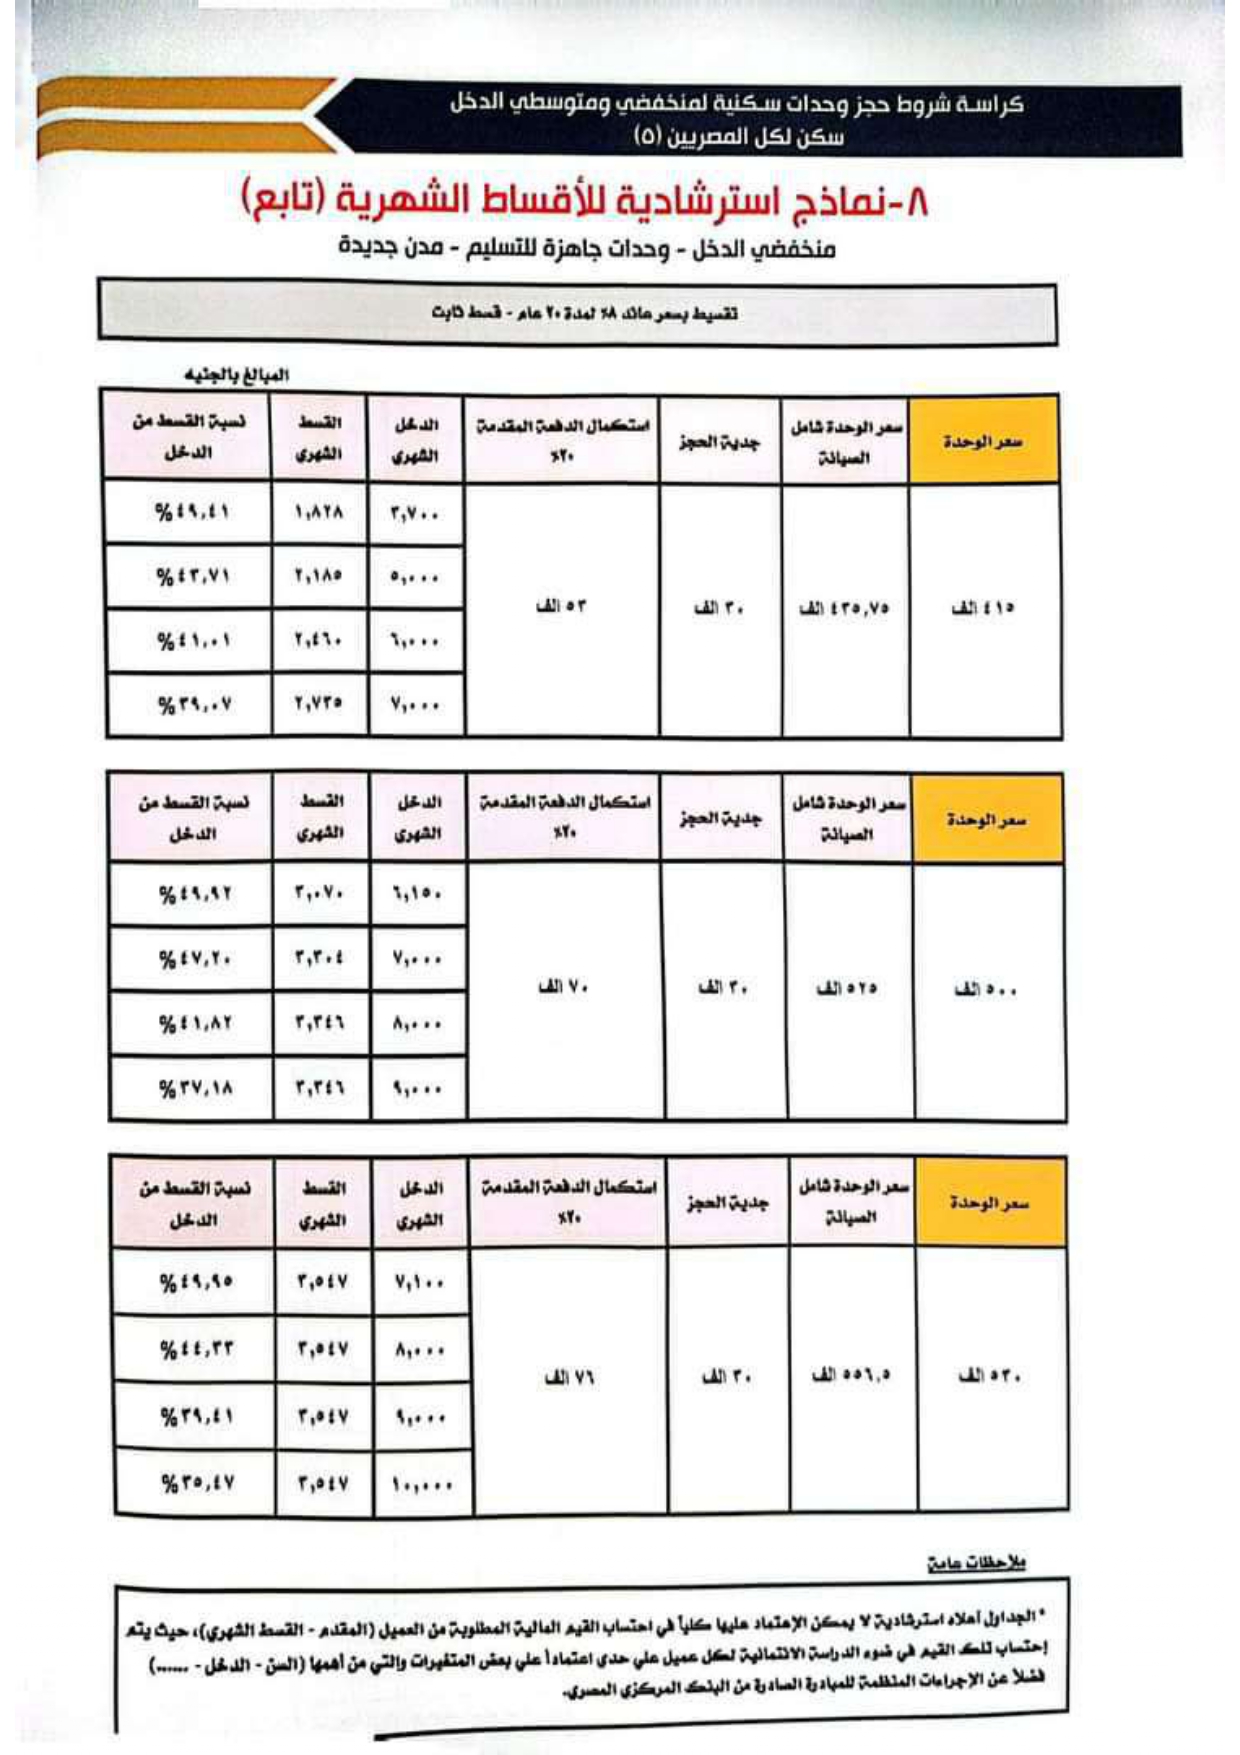 كراسة شروط حجز وحدات سكنية لمنخفضي ومتوسطي الدخل
سكن لكل المصريين (٥)
٨-نماذج استرشادية للأقساط الشهرية (تابع)
منخفضي الدخل - وحدات جاهزة للتسليم - مدن جديدة
تقسيط بسعر عائد ٨٪ لمدة ٢٠ عام - قسط ثابت
المبالغ بالجنيه
سعر الوحدة
سعر الوحدة شامل الصيانة
جدية الحجز
استكمال الدفعة المقدمة ٢٠٪
الدخل الشهري
القسط الشهري
نسبة القسط من الدخل
٤١٥ الف
٤٣٥,٧٥ الف
٣٠ الف
٥٣ الف
٣,٧٠٠ ١,٨٢٨ ٤٩,٤١%
٥,٠٠٠ ٢,١٨٥ ٤٣,٧١%
٦,٠٠٠ ٢,٤٦٠ ٤١,٠١%
٧,٠٠٠ ٢,٧٣٥ ٣٩,٠٧%
سعر الوحدة
سعر الوحدة شامل الصيانة
جدية الحجز
استكمال الدفعة المقدمة ٢٠٪
الدخل الشهري
القسط الشهري
نسبة القسط من الدخل
٥٠٠ الف
٥٢٥ الف
٣٠ الف
٧٠ الف
٦,١٥٠ ٣,٠٧٠ ٤٩,٩٢%
٧,٠٠٠ ٣,٣٠٤ ٤٧,٢٠%
٨,٠٠٠ ٣,٣٤٦ ٤١,٨٢%
٩,٠٠٠ ٣,٣٤٦ ٣٧,١٨%
سعر الوحدة
سعر الوحدة شامل الصيانة
جدية الحجز
استكمال الدفعة المقدمة ٢٠٪
الدخل الشهري
القسط الشهري
نسبة القسط من الدخل
٥٣٠ الف
٥٥٦,٥ الف
٣٠ الف
٧٦ الف
٧,١٠٠ ٣,٥٤٧ ٤٩,٩٥%
٨,٠٠٠ ٣,٥٤٧ ٤٤,٣٣%
٩,٠٠٠ ٣,٥٤٧ ٣٩,٤١%
١٠,٠٠٠ ٣,٥٤٧ ٣٥,٤٧%
ملاحظات عامة
* الجداول أعلاه استرشادية لا يمكن الإعتماد عليها كلياً في احتساب القيم المالية المطلوبة من العميل (المقدم - القسط الشهري)، حيث يتم
إحتساب تلك القيم في ضوء الدراسة الائتمانية لكل عميل علي حدي اعتماداً علي بعض المتغيرات والتي من أهمها (السن - الدخل - ......)
فضلاً عن الإجراءات المنظمة للمبادرة الصادرة من البنك المركزي المصري.